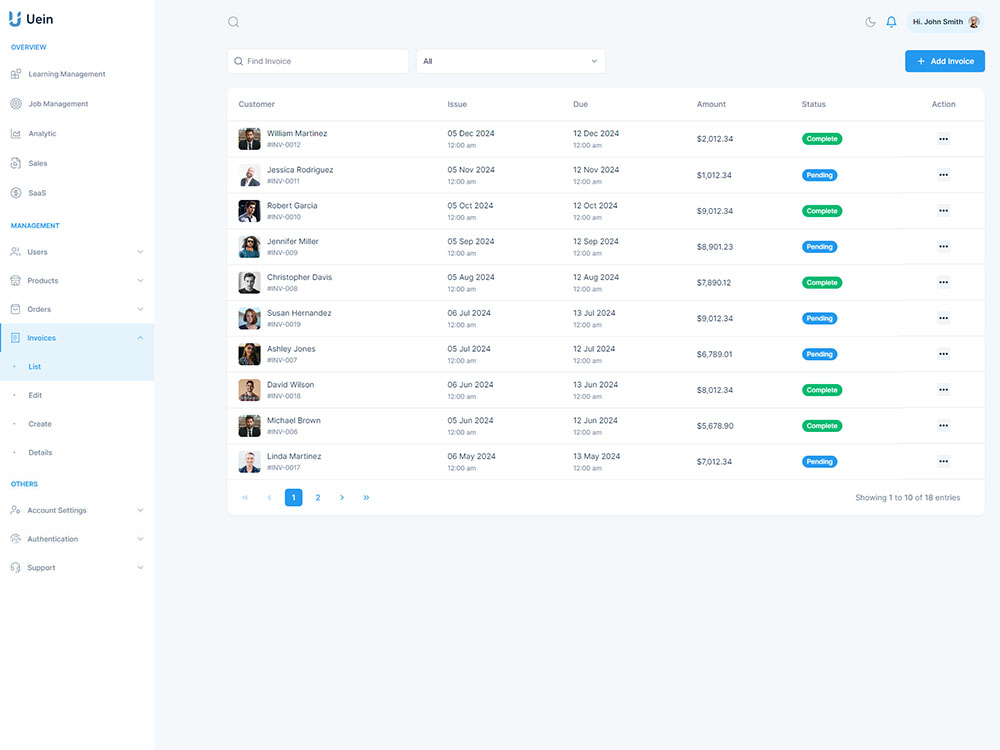 Uein
Hi, John Smith
OVERVIEW
Learning Management
Job Management
Analytic
Sales
SaaS
MANAGEMENT
Users
Products
Orders
Invoices
List
Edit
Create
Details
OTHERS
Account Settings
Authentication
Support
Find Invoice
All
+ Add Invoice
Customer Issue Due Amount Status Action
William Martinez 05 Dec 2024 12 Dec 2024 $2,012.34 Complete
#INV-0012 12:00 am 12:00 am
Jessica Rodriguez 05 Nov 2024 12 Nov 2024 $1,012.34 Pending
#INV-0011 12:00 am 12:00 am
Robert Garcia 05 Oct 2024 12 Oct 2024 $9,012.34 Complete
#INV-0010 12:00 am 12:00 am
Jennifer Miller 05 Sep 2024 12 Sep 2024 $8,901.23 Pending
#INV-009 12:00 am 12:00 am
Christopher Davis 05 Aug 2024 12 Aug 2024 $7,890.12 Complete
#INV-008 12:00 am 12:00 am
Susan Hernandez 06 Jul 2024 13 Jul 2024 $9,012.34 Pending
#INV-0019 12:00 am 12:00 am
Ashley Jones 05 Jul 2024 12 Jul 2024 $6,789.01 Pending
#INV-007 12:00 am 12:00 am
David Wilson 06 Jun 2024 13 Jun 2024 $8,012.34 Complete
#INV-0018 12:00 am 12:00 am
Michael Brown 05 Jun 2024 12 Jun 2024 $5,678.90 Complete
#INV-006 12:00 am 12:00 am
Linda Martinez 06 May 2024 13 May 2024 $7,012.34 Pending
#INV-0017 12:00 am 12:00 am
« ‹ 1 2 › »
Showing 1 to 10 of 18 entries